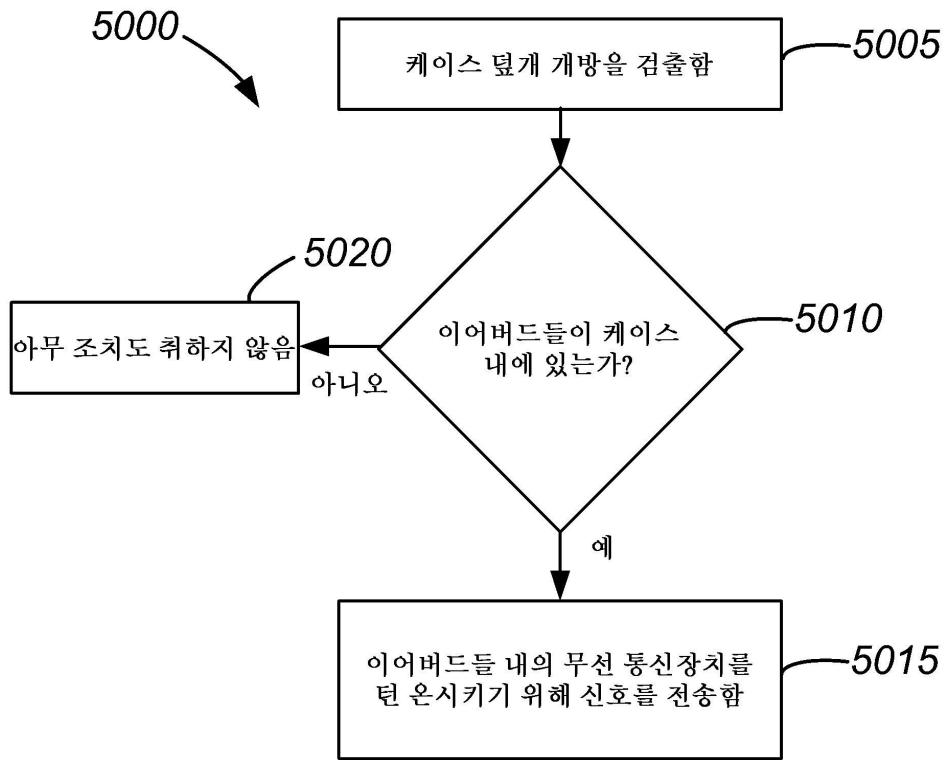 5000
케이스 덮개 개방을 검출함
5005
5020
아무 조치도 취하지 않음
아니오
이어버드들이 케이스
내에 있는가?
5010
예
이어버드들 내의 무선 통신장치를
턴 온시키기 위해 신호를 전송함
5015